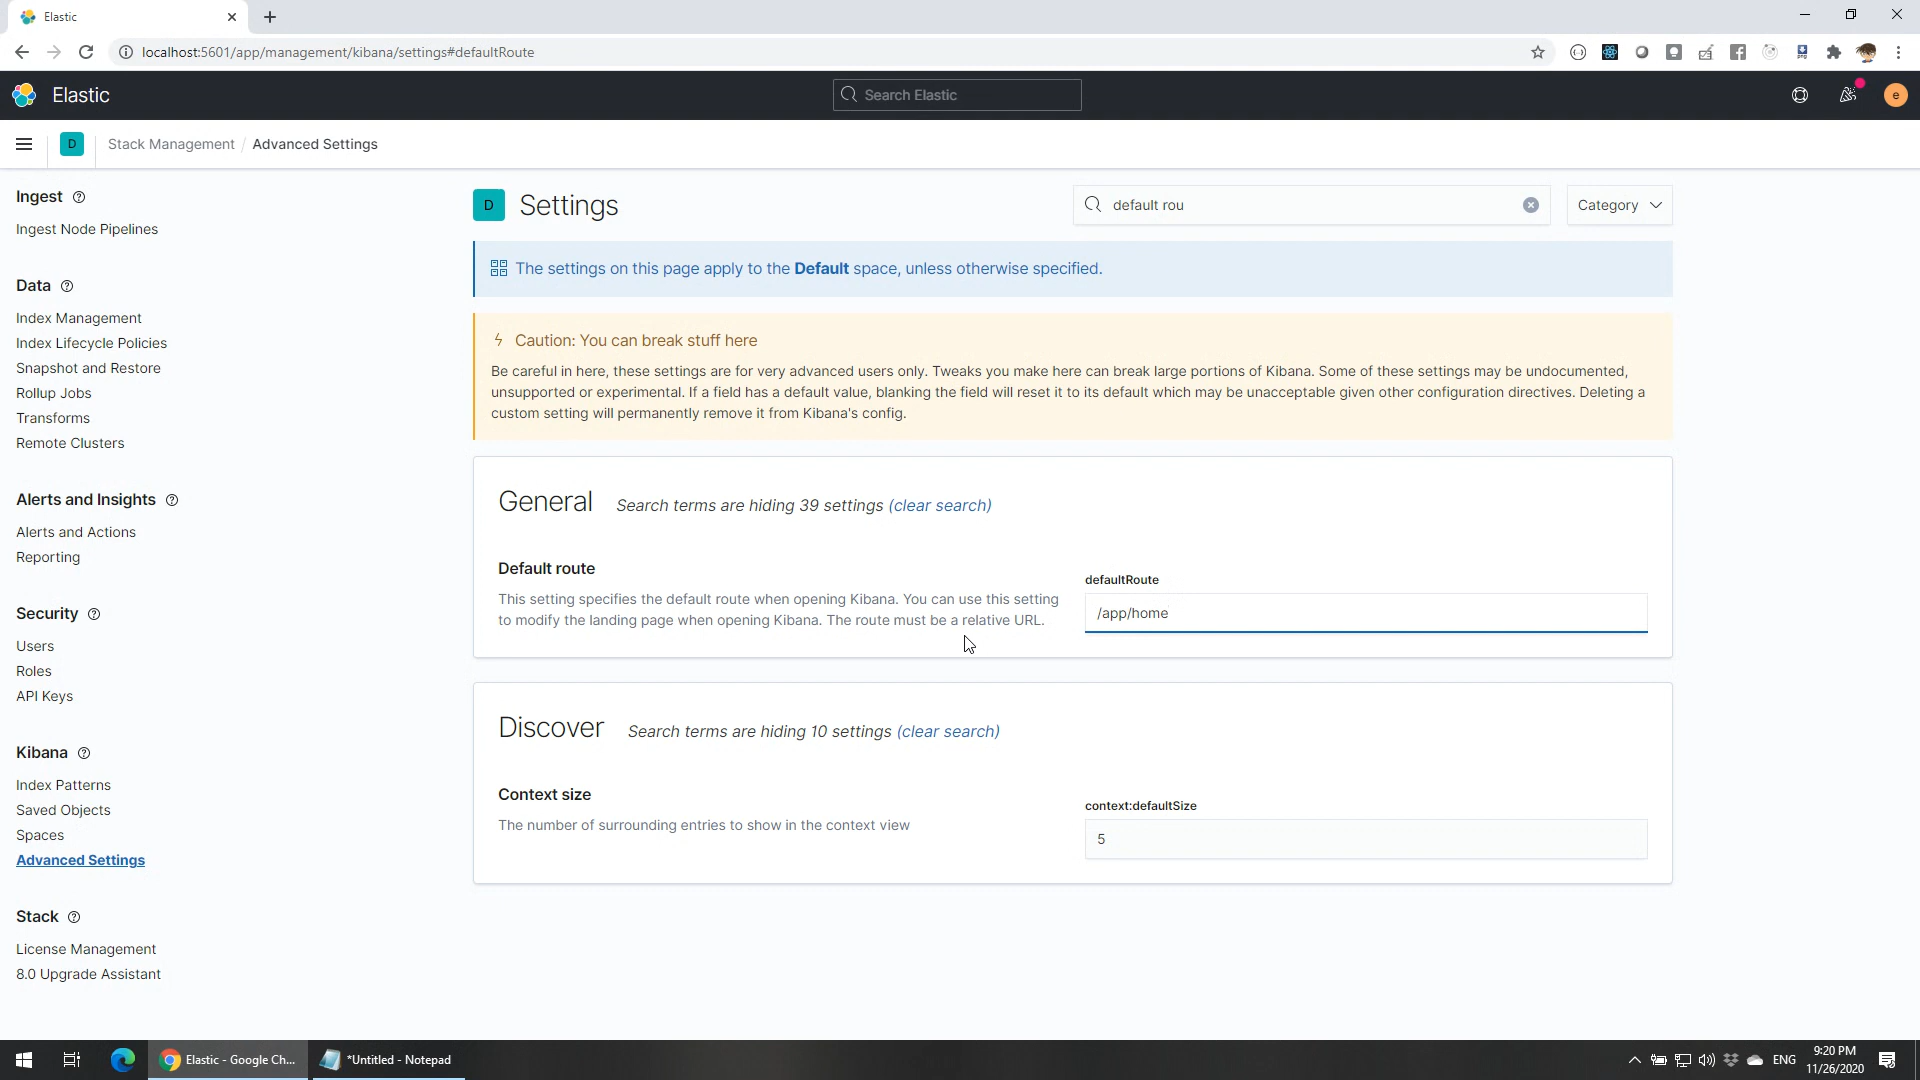 Elastic
localhost:5601/app/management/kibana/settings#defaultRoute
Elastic
Search Elastic
e
D
Stack Management / Advanced Settings
Ingest
Ingest Node Pipelines
Data
Index Management
Index Lifecycle Policies
Snapshot and Restore
Rollup Jobs
Transforms
Remote Clusters
Alerts and Insights
Alerts and Actions
Reporting
Security
Users
Roles
API Keys
Kibana
Index Patterns
Saved Objects
Spaces
Advanced Settings
Stack
License Management
8.0 Upgrade Assistant
D Settings
default rou
Category
The settings on this page apply to the Default space, unless otherwise specified.
Caution: You can break stuff here
Be careful in here, these settings are for very advanced users only. Tweaks you make here can break large portions of Kibana. Some of these settings may be undocumented,
unsupported or experimental. If a field has a default value, blanking the field will reset it to its default which may be unacceptable given other configuration directives. Deleting a
custom setting will permanently remove it from Kibana's config.
General Search terms are hiding 39 settings (clear search)
Default route
This setting specifies the default route when opening Kibana. You can use this setting
to modify the landing page when opening Kibana. The route must be a relative URL.
defaultRoute
/app/home
Discover Search terms are hiding 10 settings (clear search)
Context size
The number of surrounding entries to show in the context view
context:defaultSize
5
Elastic - Google Ch...
*Untitled - Notepad
ENG
9:20 PM
11/26/2020